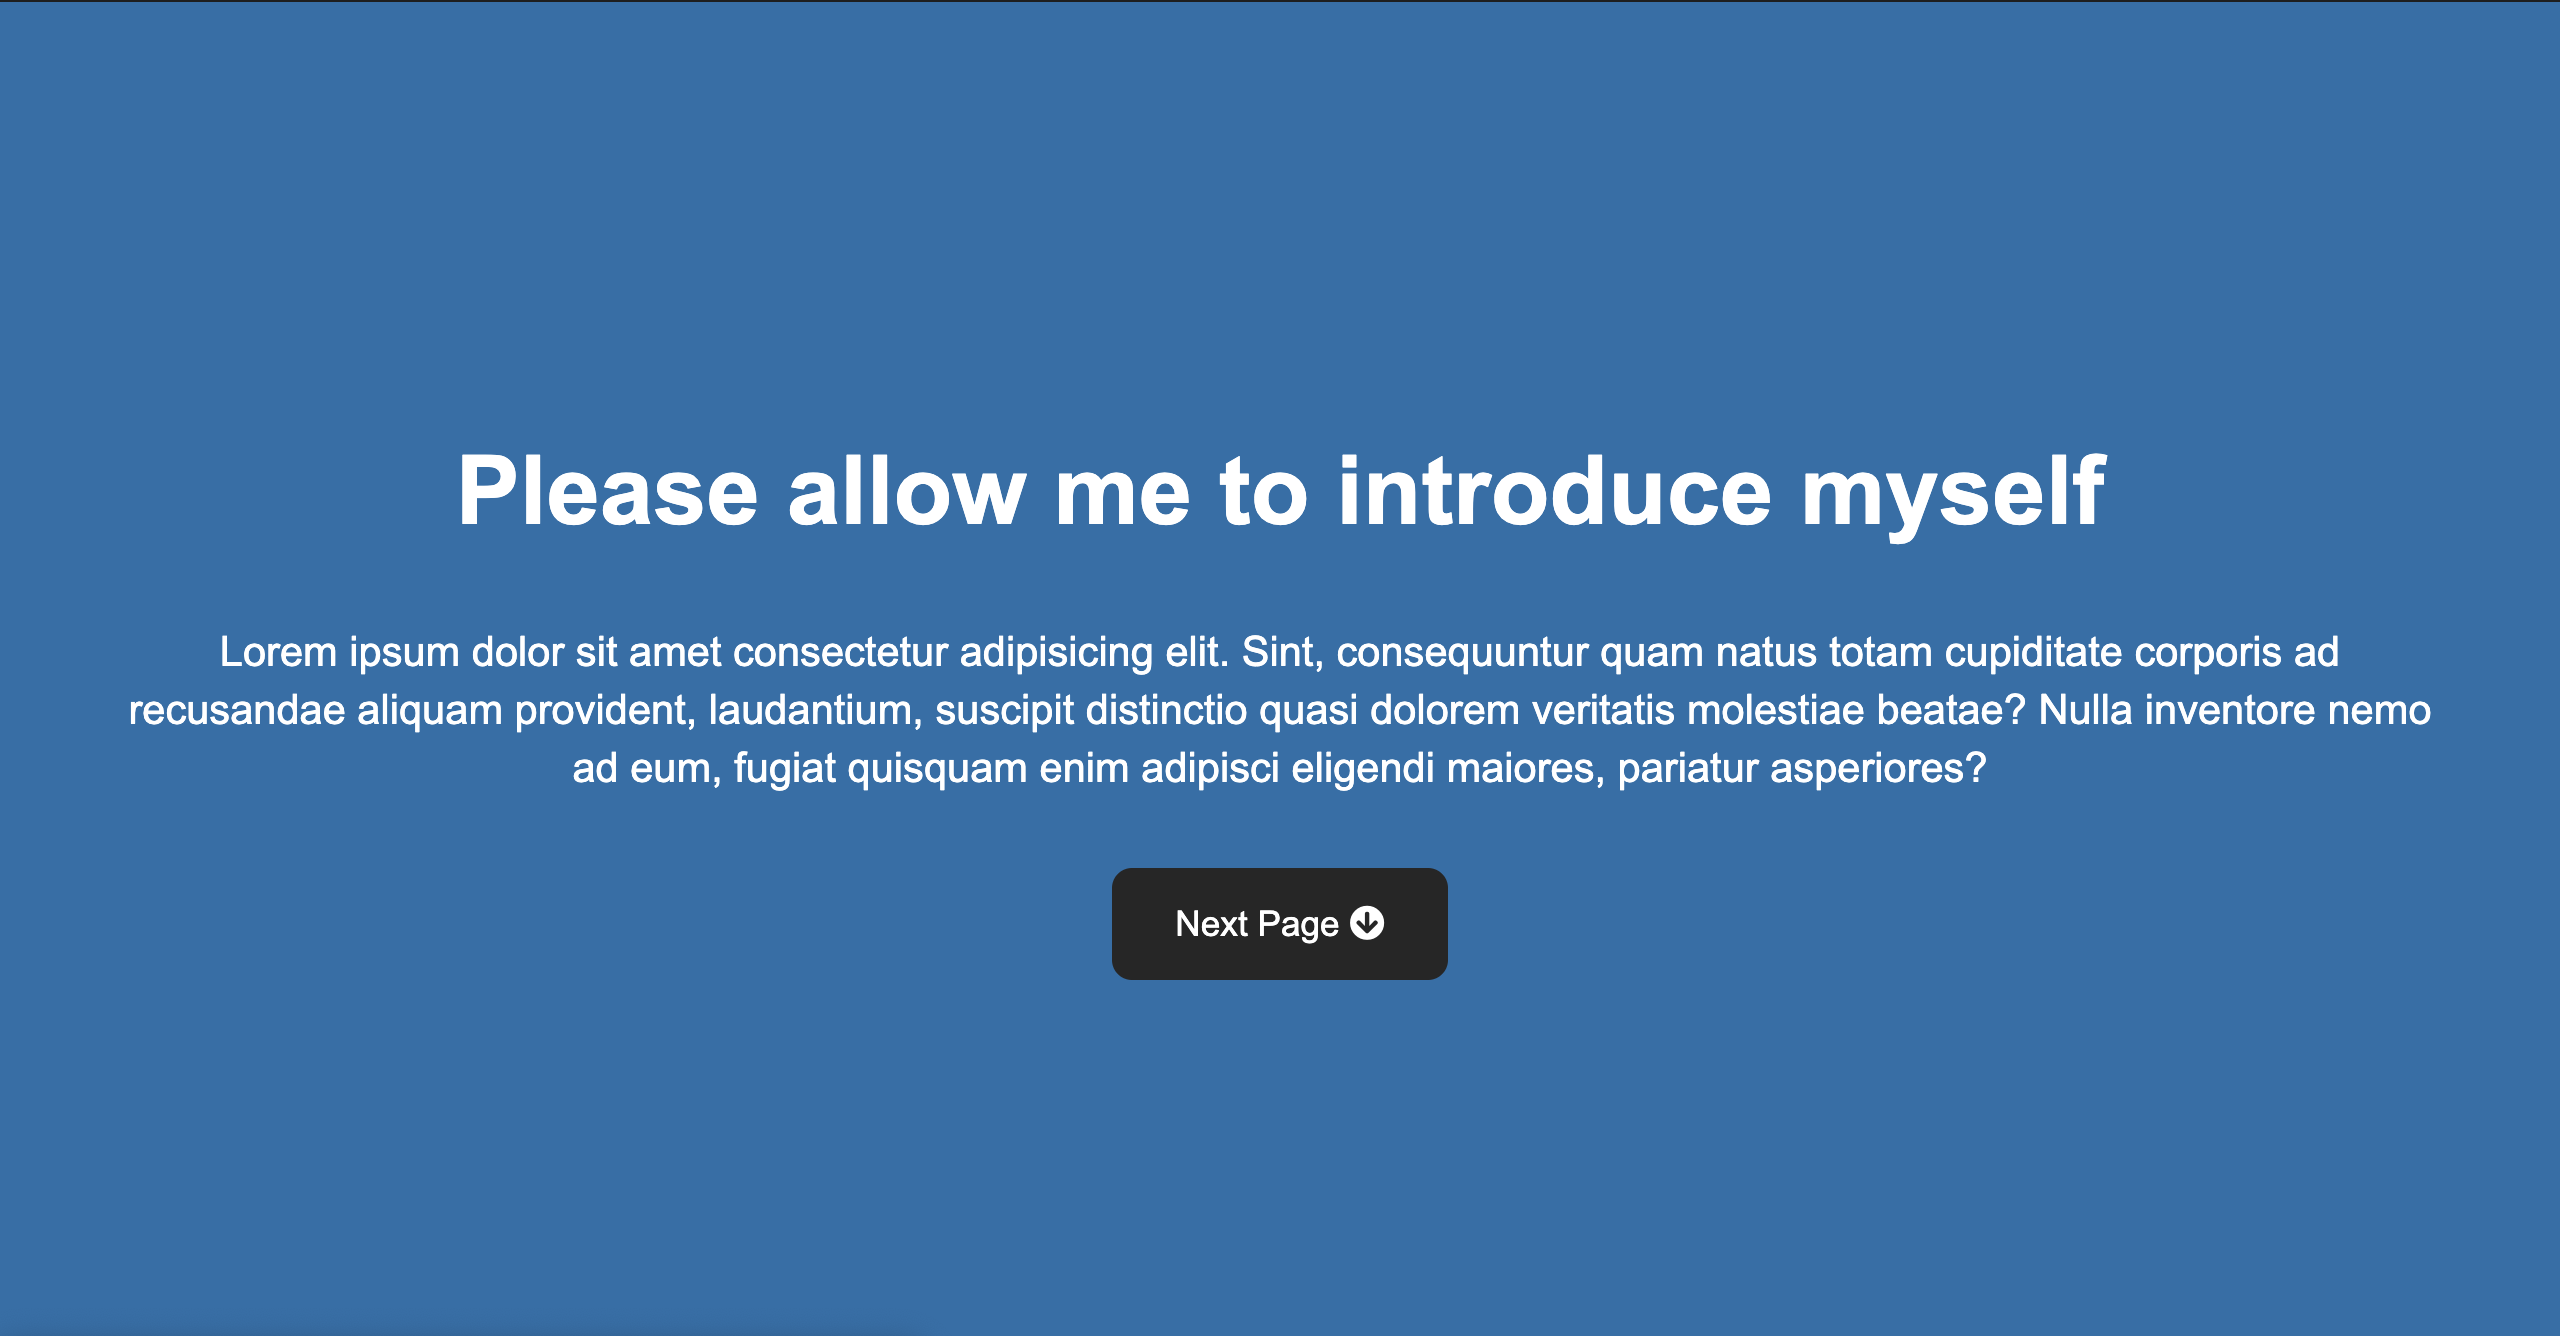 Please allow me to introduce myself
Lorem ipsum dolor sit amet consectetur adipisicing elit. Sint, consequuntur quam natus totam cupiditate corporis ad
recusandae aliquam provident, laudantium, suscipit distinctio quasi dolorem veritatis molestiae beatae? Nulla inventore nemo
ad eum, fugiat quisquam enim adipisci eligendi maiores, pariatur asperiores?
Next Page